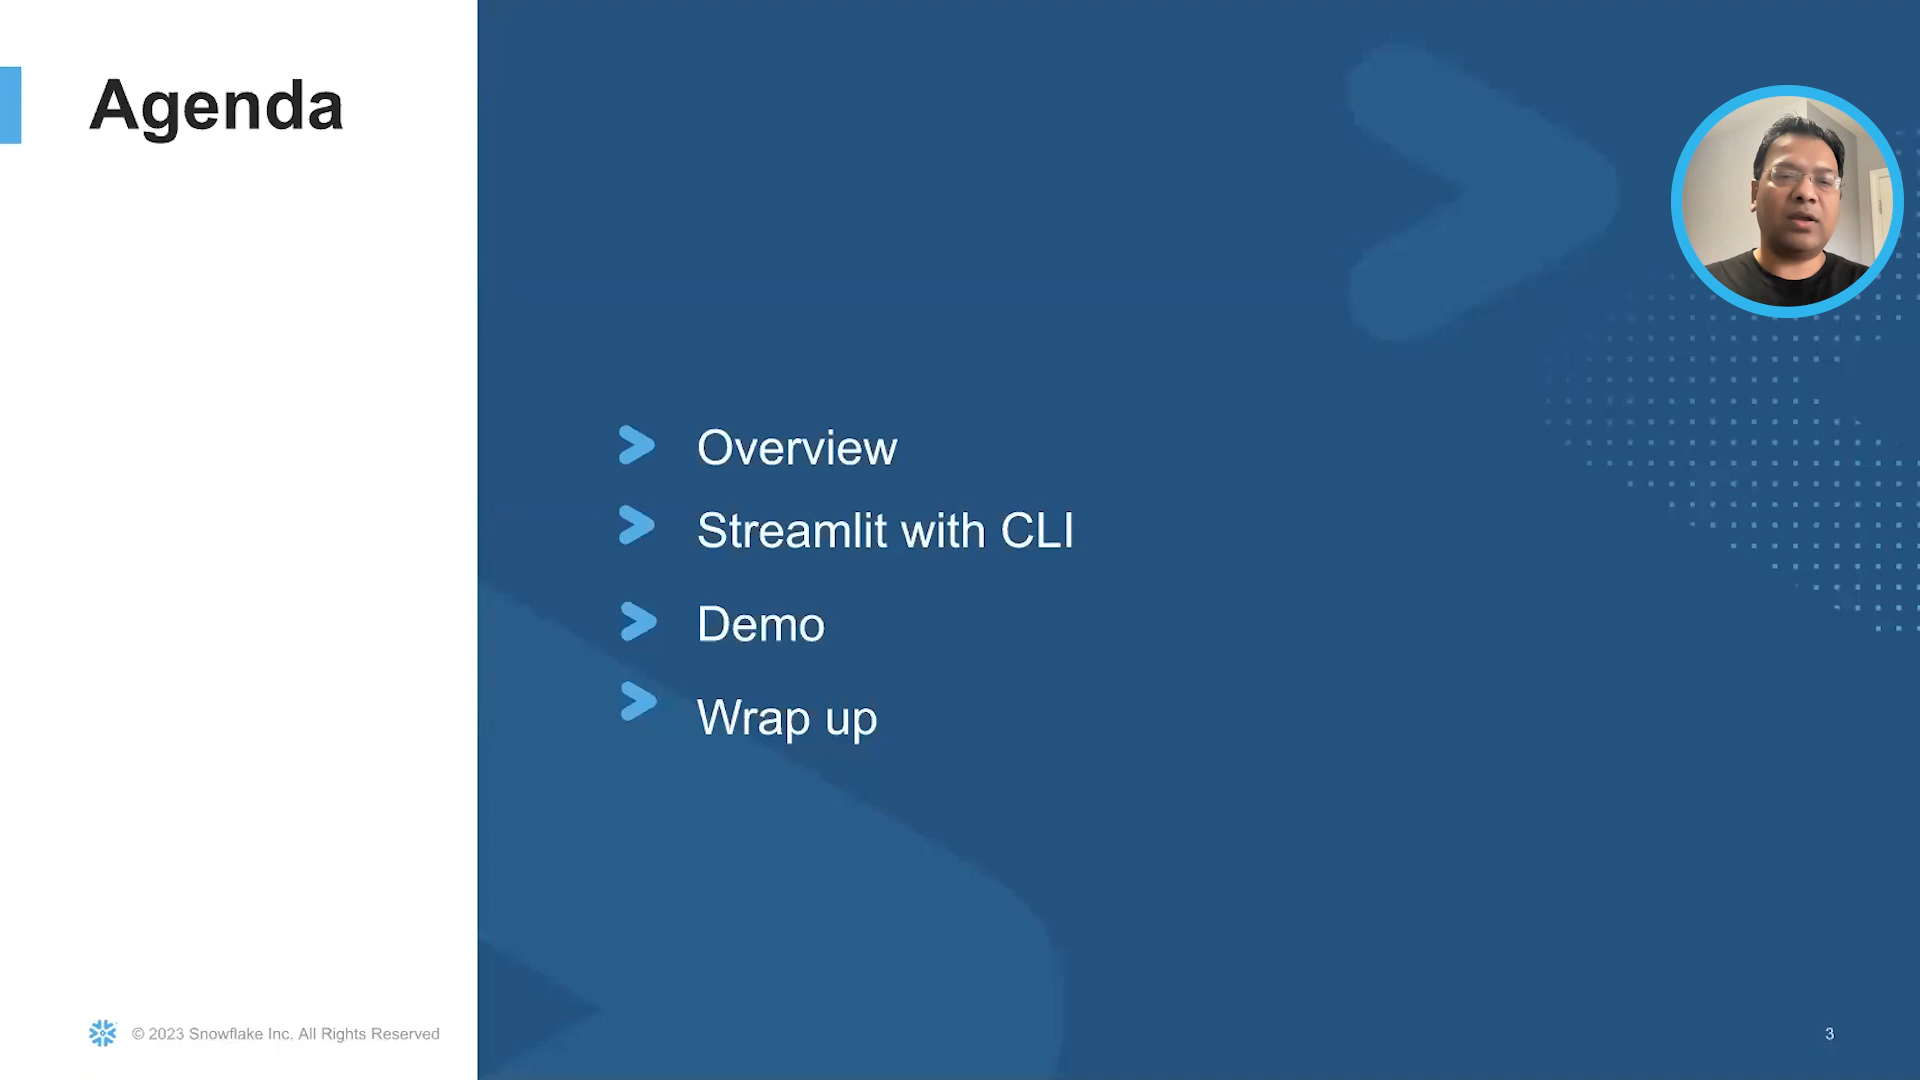 Agenda
Overview
Streamlit with CLI
Demo
Wrap up
© 2023 Snowflake Inc. All Rights Reserved
3